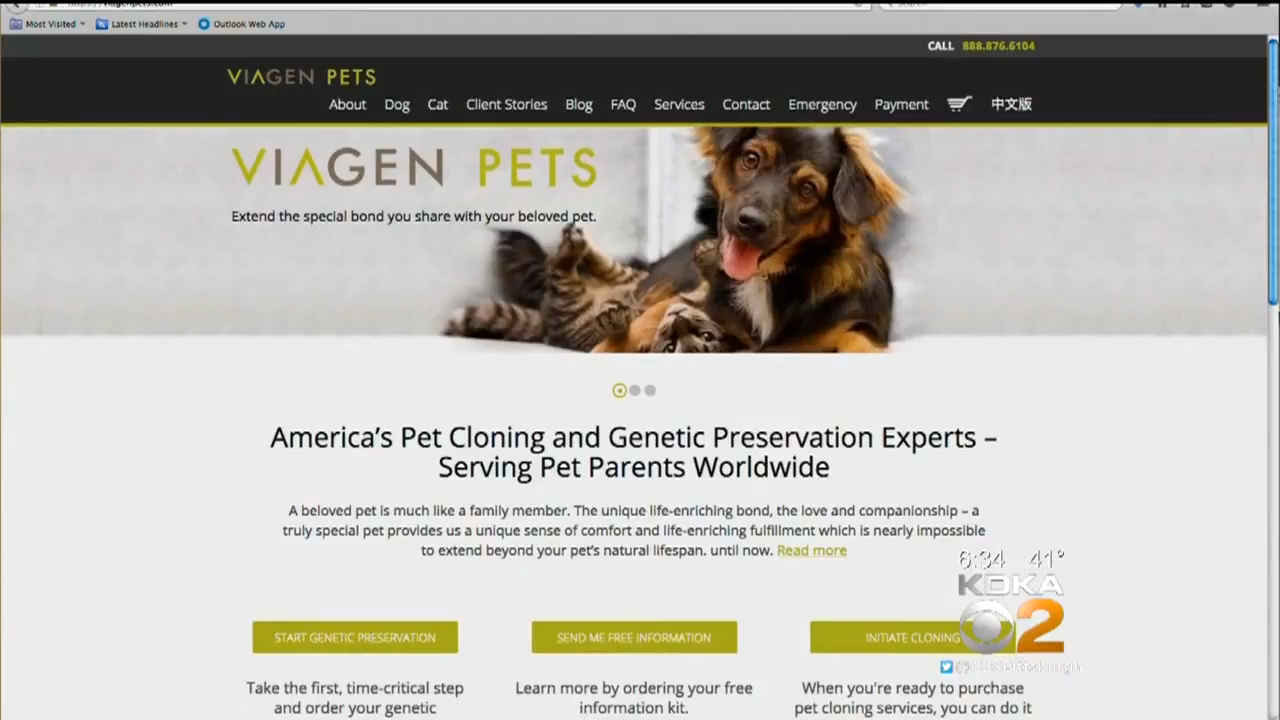 Most Visited
Latest Headlines
Outlook Web App
CALL 888.876.6104
VIAGEN PETS
About Dog Cat Client Stories Blog FAQ Services Contact Emergency Payment 中文版
VIAGEN PETS
Extend the special bond you share with your beloved pet.
America's Pet Cloning and Genetic Preservation Experts –
Serving Pet Parents Worldwide
A beloved pet is much like a family member. The unique life-enriching bond, the love and companionship – a
truly special pet provides us a unique sense of comfort and life-enriching fulfillment which is nearly impossible
to extend beyond your pet's natural lifespan. until now. Read more
6:34 41°
KDKA
2
START GENETIC PRESERVATION
SEND ME FREE INFORMATION
INITIATE CLONING
@CBSPittsburgh
Take the first, time-critical step
and order your genetic
Learn more by ordering your free
information kit.
When you're ready to purchase
pet cloning services, you can do it